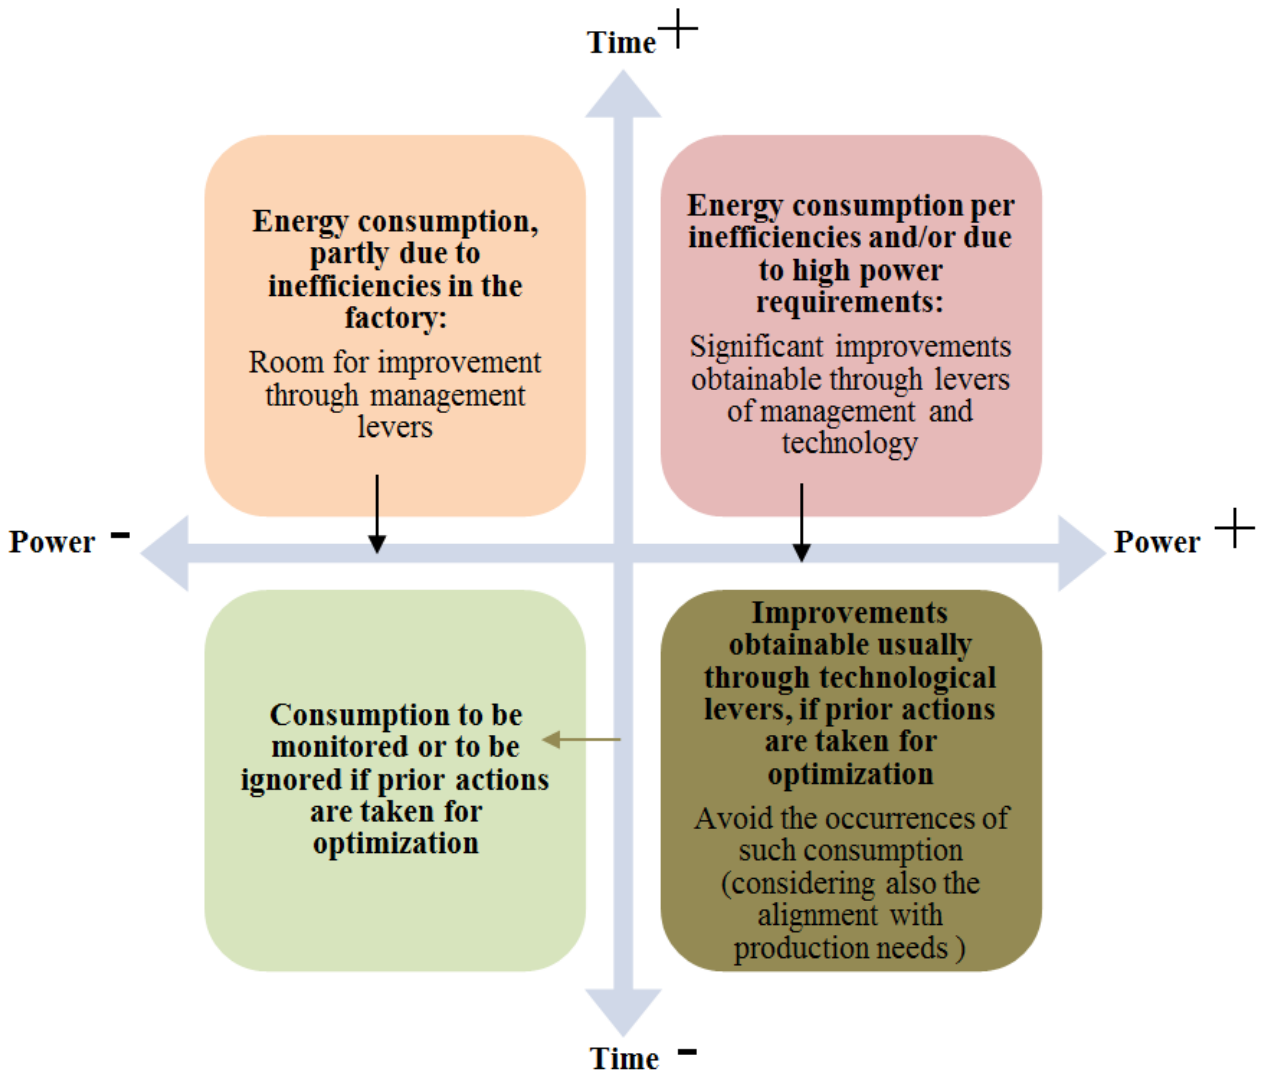 Time +
Energy consumption,
partly due to
inefficiencies in the
factory:
Room for improvement
through management
levers
Energy consumption per
inefficiencies and/or due
to high power
requirements:
Significant improvements
obtainable through levers
of management and
technology
Power -
Power +
Consumption to be
monitored or to be
ignored if prior actions
are taken for
optimization
Improvements
obtainable usually
through technological
levers, if prior actions
are taken for
optimization
Avoid the occurrences of
such consumption
(considering also the
alignment with
production needs )
Time -